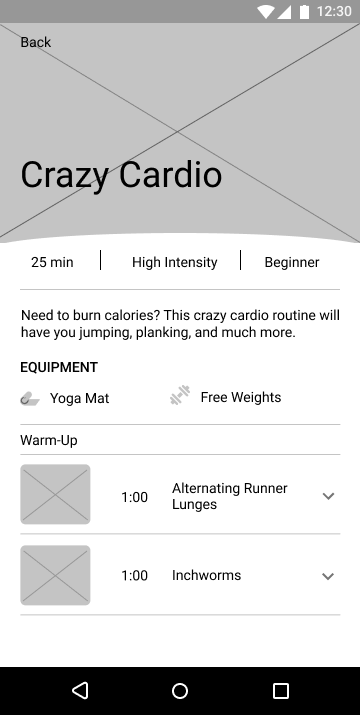 12:30
Back
Crazy Cardio
25 min
High Intensity
Beginner
Need to burn calories? This crazy cardio routine will
have you jumping, planking, and much more.
EQUIPMENT
Yoga Mat
Free Weights
Warm-Up
1:00
Alternating Runner
Lunges
1:00
Inchworms